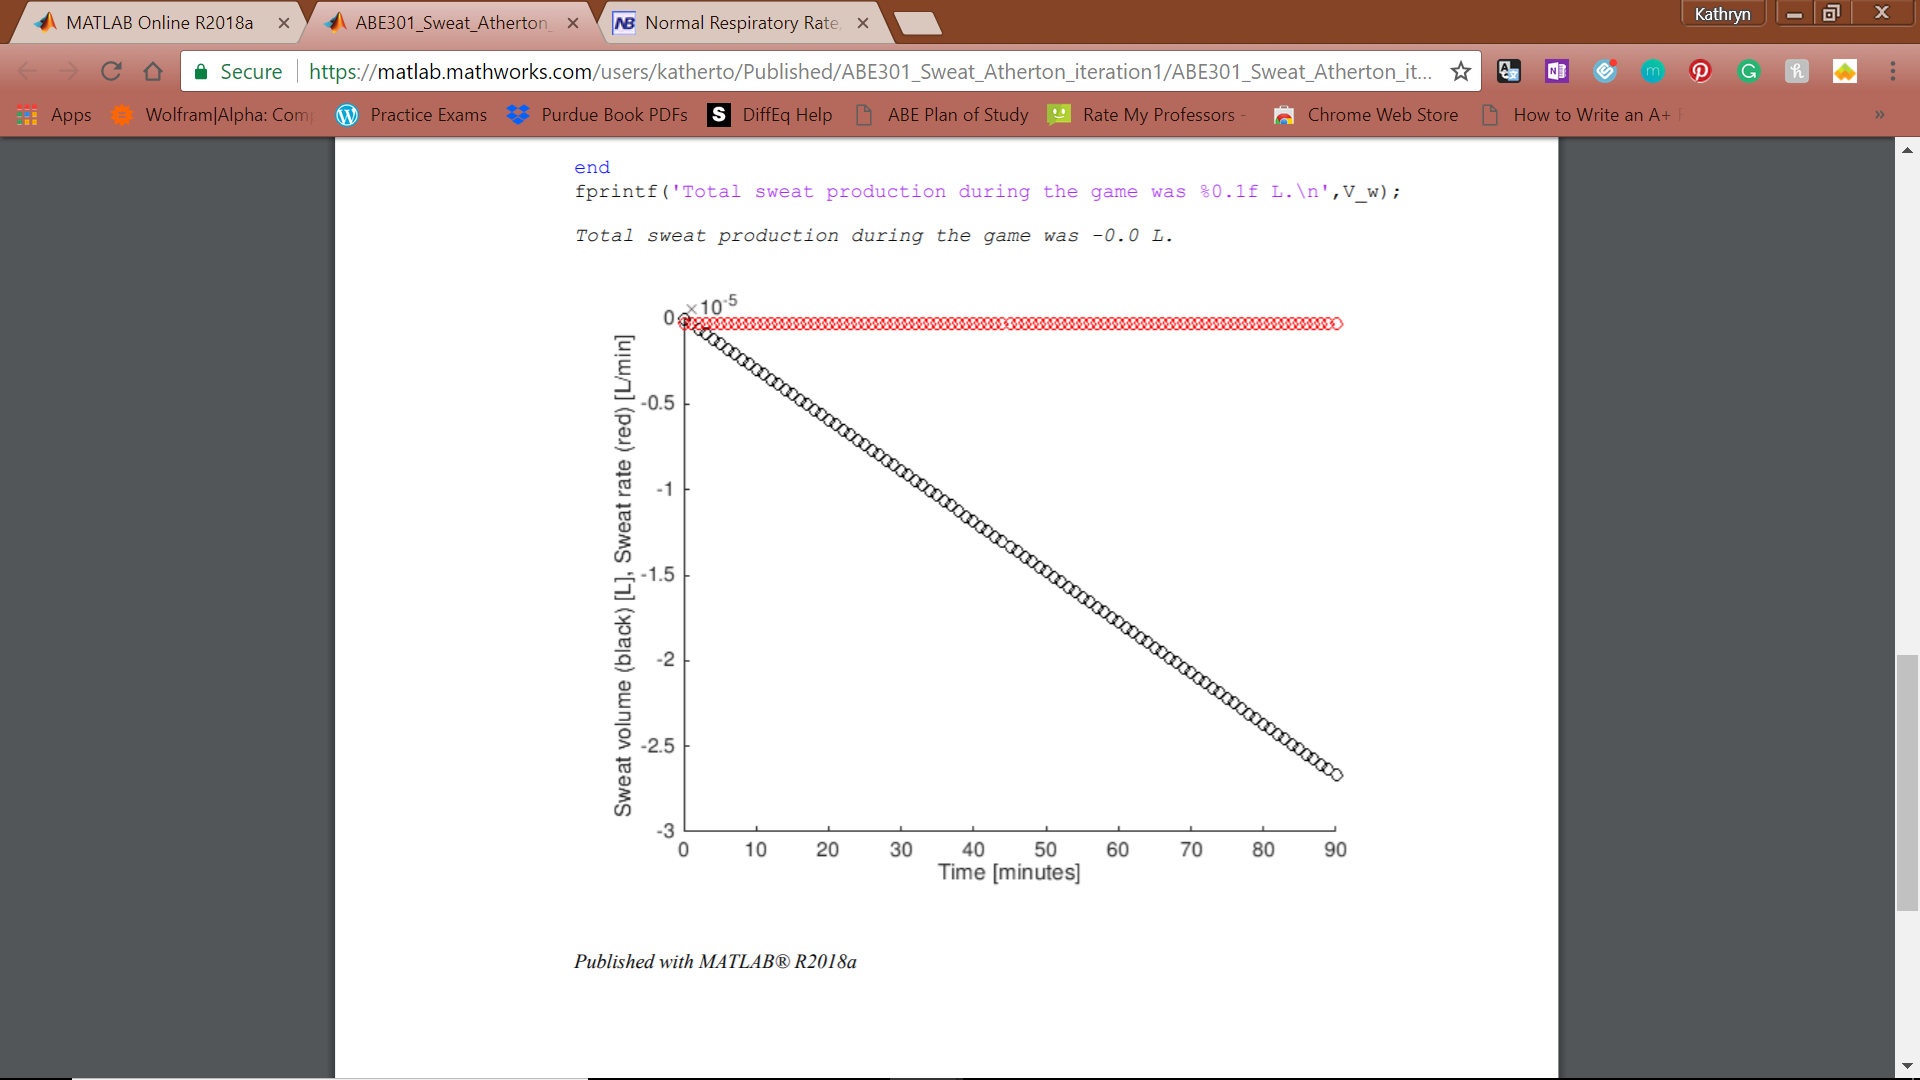 MATLAB Online R2018a
ABE301_Sweat_Atherton_
NB Normal Respiratory Rate,
Kathryn
Secure
https://matlab.mathworks.com/users/katherto/Published/ABE301_Sweat_Atherton_iteration1/ABE301_Sweat_Atherton_it...
Apps
Wolfram|Alpha: Com
Practice Exams
Purdue Book PDFs
S DiffEq Help
ABE Plan of Study
Rate My Professors -
Chrome Web Store
How to Write an A+
»
end
fprintf('Total sweat production during the game was %0.1f L.\n',V_w);
Total sweat production during the game was -0.0 L.
×10-5
0
-0.5
-1
-1.5
-2
-2.5
-3
Sweat volume (black) [L], Sweat rate (red) [L/min]
0 10 20 30 40 50 60 70 80 90
Time [minutes]
Published with MATLAB® R2018a